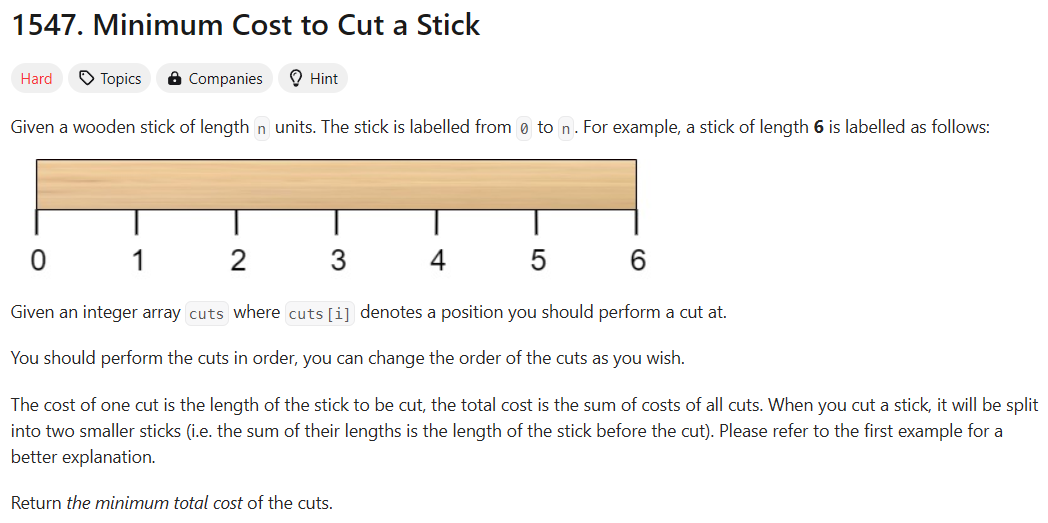 1547. Minimum Cost to Cut a Stick
Hard Topics Companies Hint
Given a wooden stick of length n units. The stick is labelled from 0 to n. For example, a stick of length 6 is labelled as follows:
0 1 2 3 4 5 6
Given an integer array cuts where cuts[i] denotes a position you should perform a cut at.
You should perform the cuts in order, you can change the order of the cuts as you wish.
The cost of one cut is the length of the stick to be cut, the total cost is the sum of costs of all cuts. When you cut a stick, it will be split
into two smaller sticks (i.e. the sum of their lengths is the length of the stick before the cut). Please refer to the first example for a
better explanation.
Return the minimum total cost of the cuts.